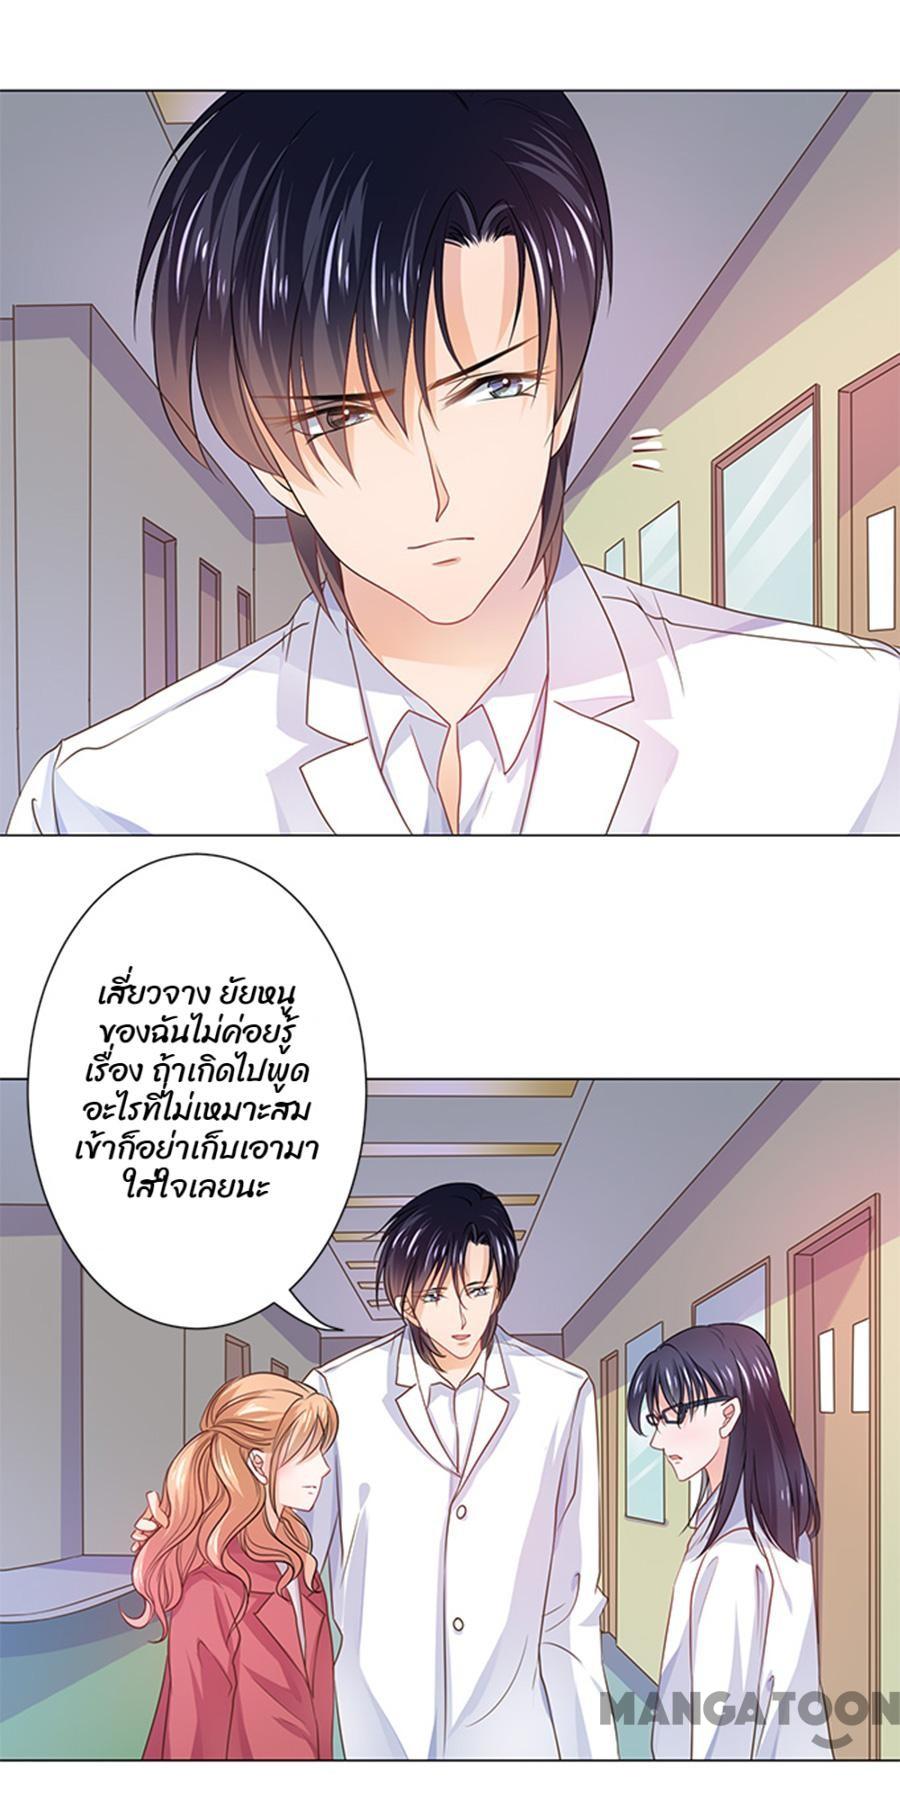 เสี่ยวจาง ยัยหนู
ของฉันไม่ค่อยรู้
เรื่อง ถ้าเกิดไปพูด
อะไรที่ไม่เหมาะสม
เข้าก็อย่าเก็บเอามา
ใส่ใจเลยนะ
MANGATOON